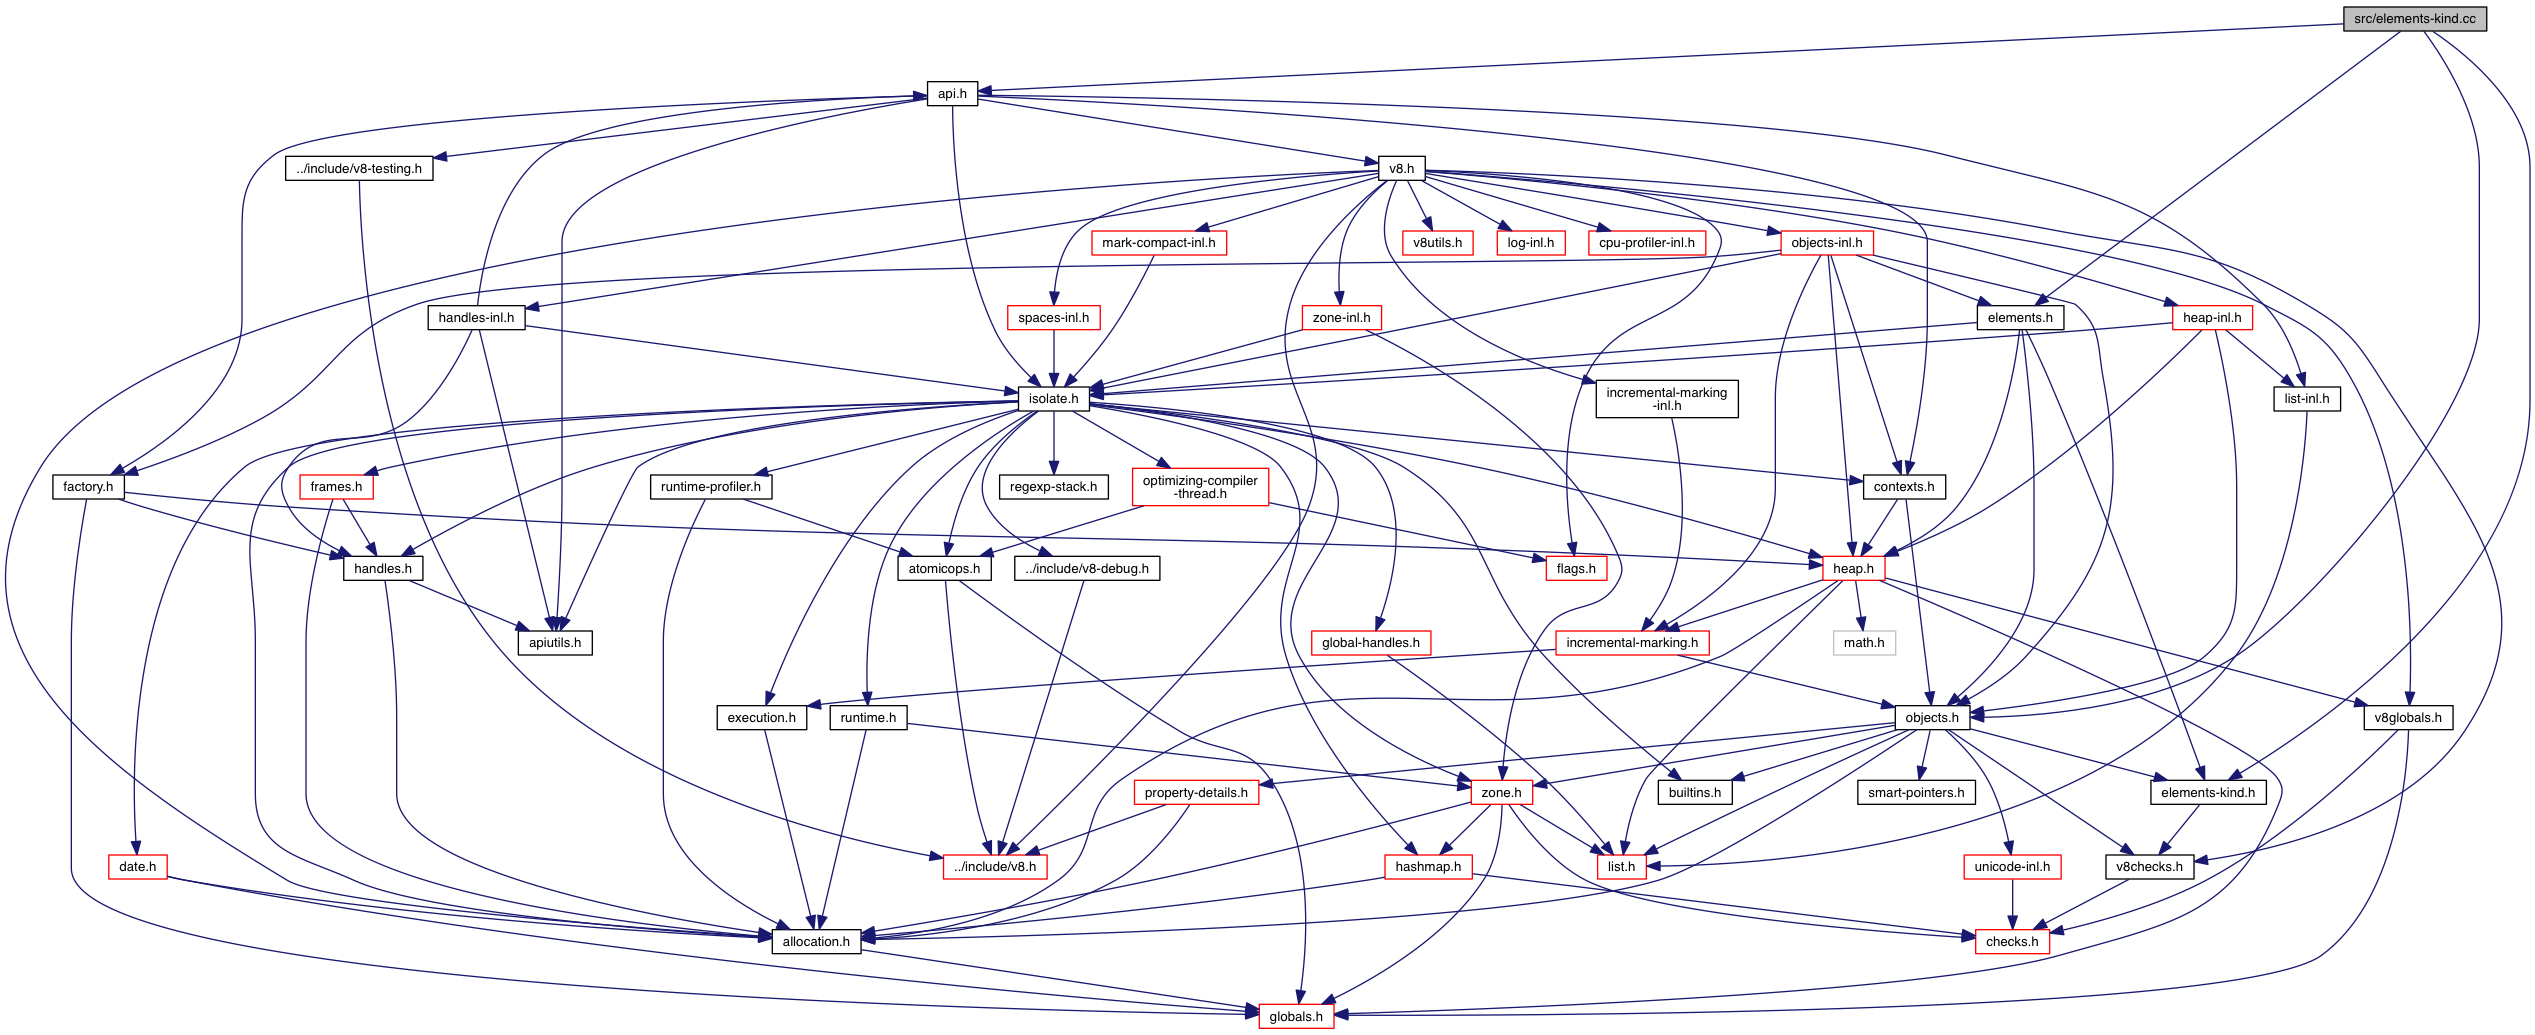 src/elements-kind.cc
api.h
../include/v8-testing.h
v8.h
mark-compact-inl.h
v8utils.h
log-inl.h
cpu-profiler-inl.h
objects-inl.h
handles-inl.h
spaces-inl.h
zone-inl.h
elements.h
heap-inl.h
isolate.h
incremental-marking
-inl.h
list-inl.h
factory.h
frames.h
runtime-profiler.h
regexp-stack.h
optimizing-compiler
-thread.h
contexts.h
handles.h
atomicops.h
../include/v8-debug.h
flags.h
heap.h
apiutils.h
global-handles.h
incremental-marking.h
math.h
execution.h
runtime.h
objects.h
v8globals.h
property-details.h
zone.h
builtins.h
smart-pointers.h
elements-kind.h
date.h
../include/v8.h
hashmap.h
list.h
unicode-inl.h
v8checks.h
allocation.h
checks.h
globals.h